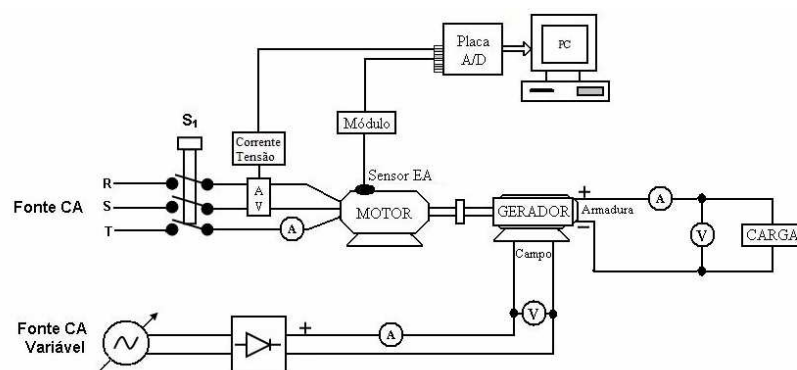 Placa
A/D
PC
S₁
Módulo
Corrente
Tensão
Sensor EA
R
A
Fonte CA
S
V
T
A
MOTOR
GERADOR
+
−
Armadura
A
V
CARGA
Campo
Fonte CA
Variável
+
A
V